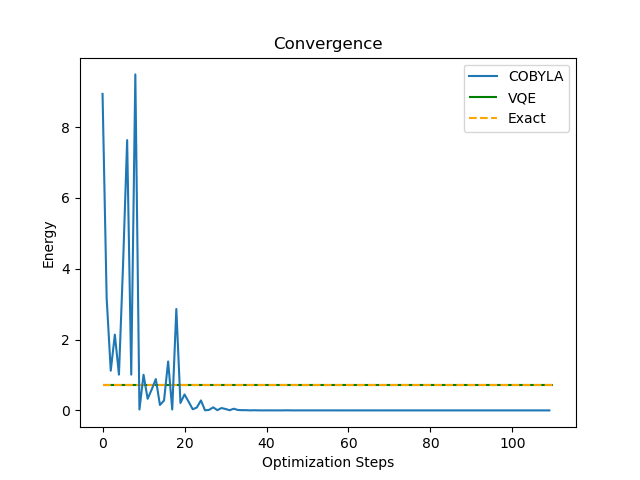 Convergence
COBYLA
VQE
Exact
Energy
8
6
4
2
0
0 20 40 60 80 100
Optimization Steps